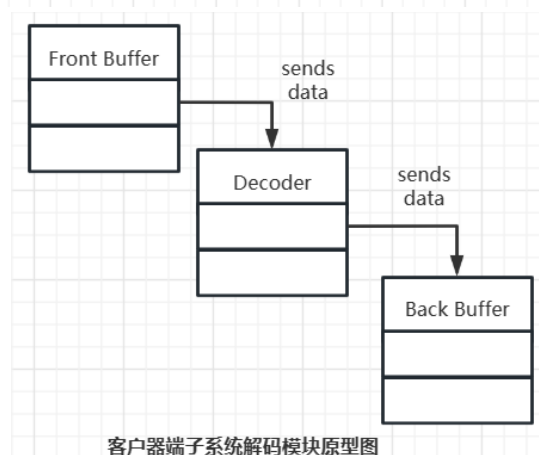 Front Buffer
sends
data
Decoder
sends
data
Back Buffer
客户器端子系统解码模块原型图